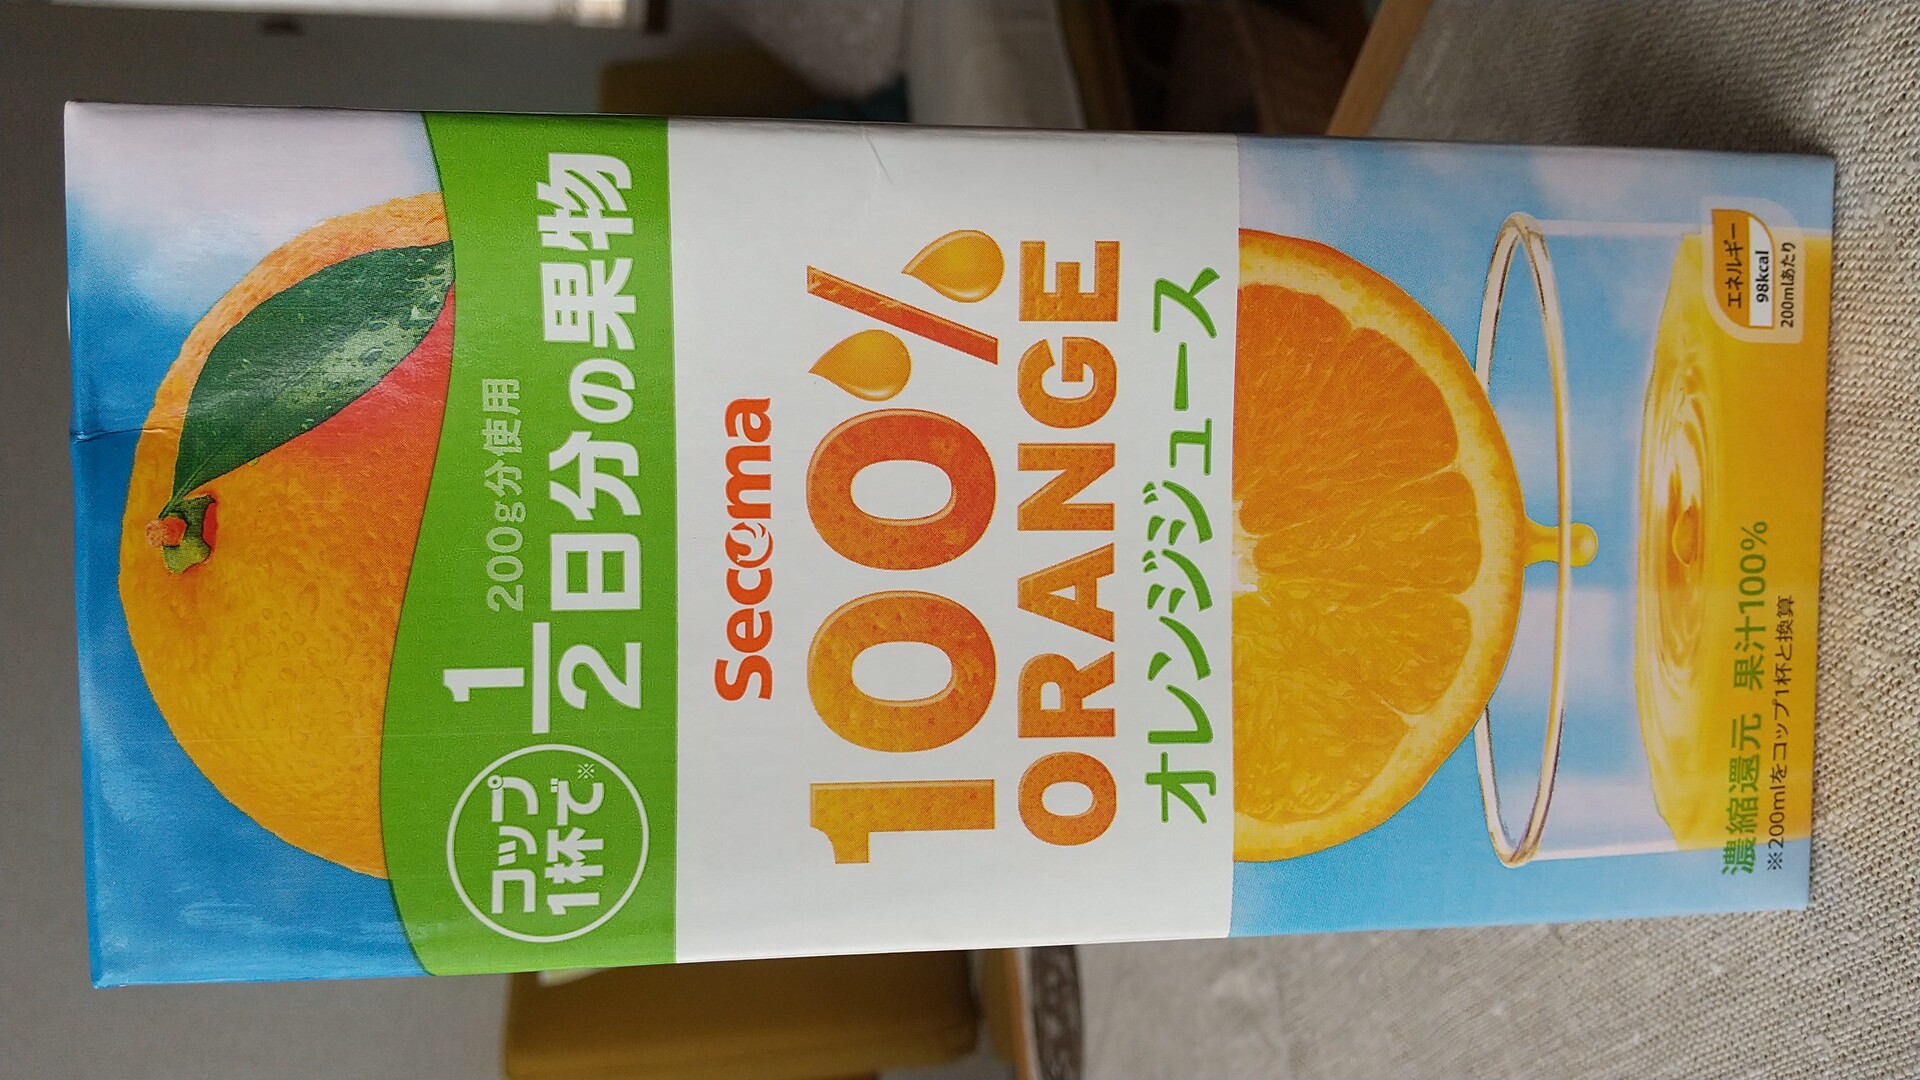 コップ
1杯で※
200g分使用
1/2日分の果物
Secoma
100%
ORANGE
オレンジジュース
エネルギー
98kcal
200mlあたり
濃縮還元 果汁100%
※200mlをコップ1杯と換算